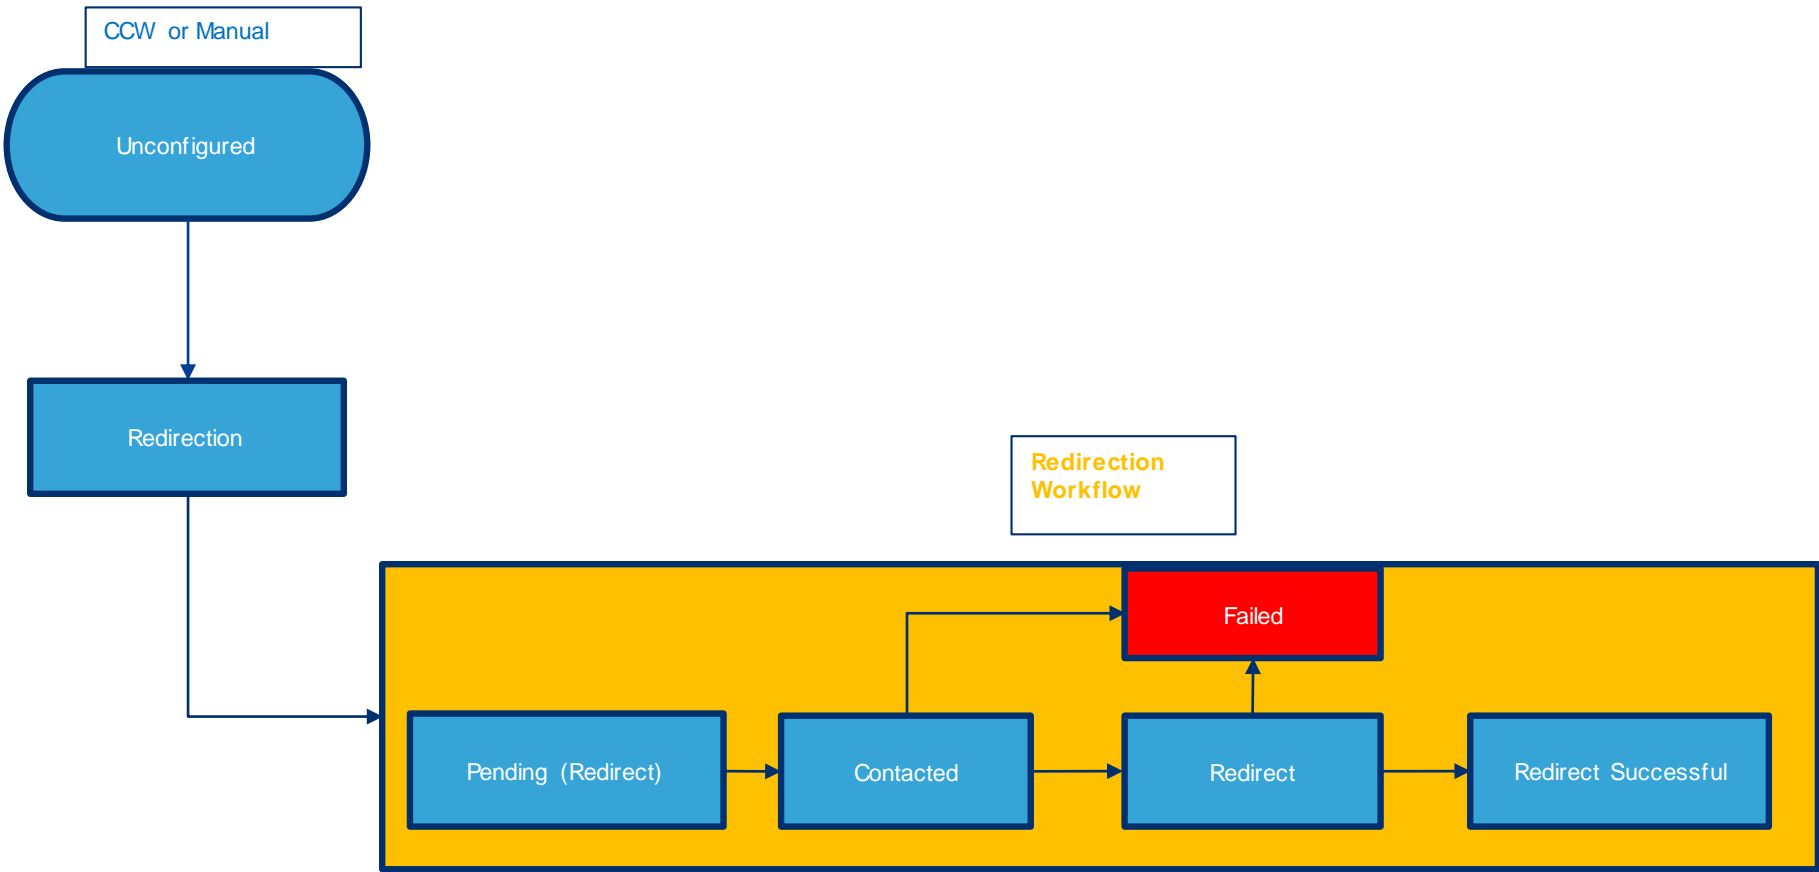 CCW or Manual
Unconfigured
Redirection
Redirection
Workflow
Failed
Pending (Redirect)
Contacted
Redirect
Redirect Successful